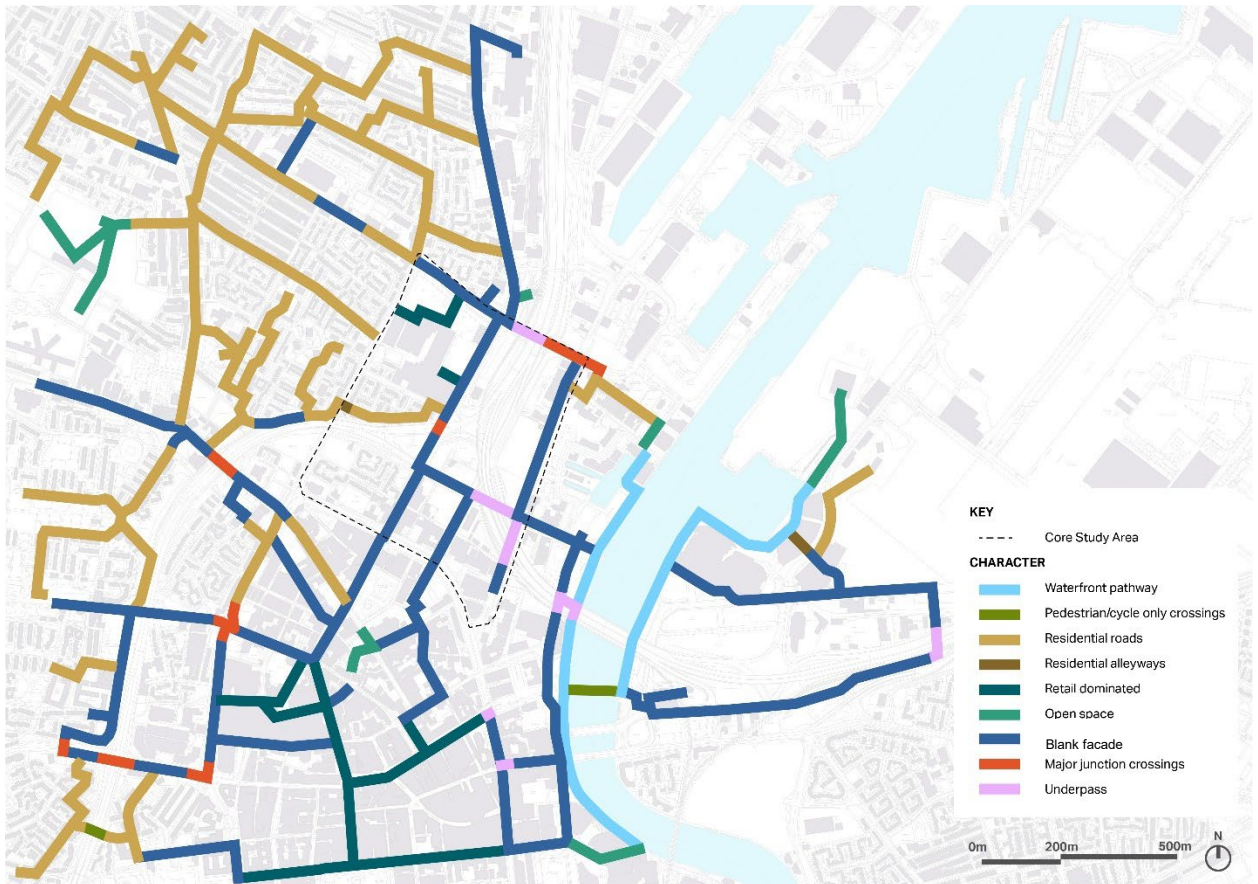 KEY
Core Study Area
CHARACTER
Waterfront pathway
Pedestrian/cycle only crossings
Residential roads
Residential alleyways
Retail dominated
Open space
Blank facade
Major junction crossings
Underpass
N
0m 200m 500m